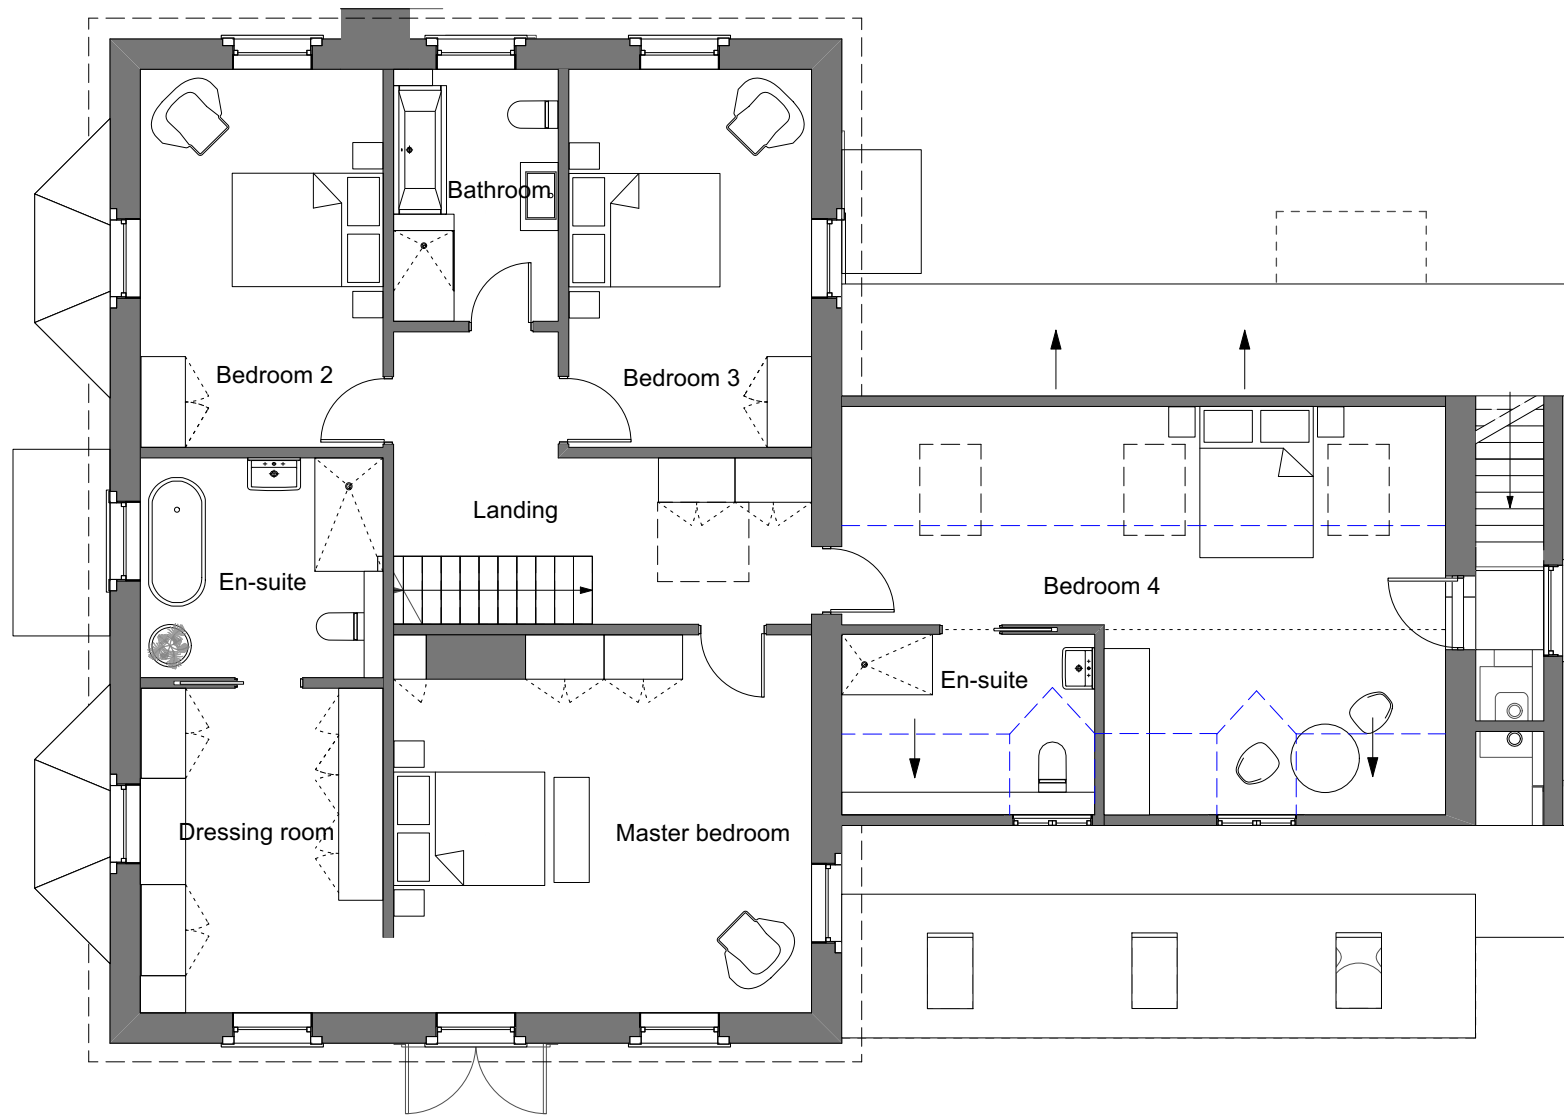 Bathroom
Bedroom 2
Bedroom 3
Landing
En-suite
Bedroom 4
En-suite
Dressing room
Master bedroom